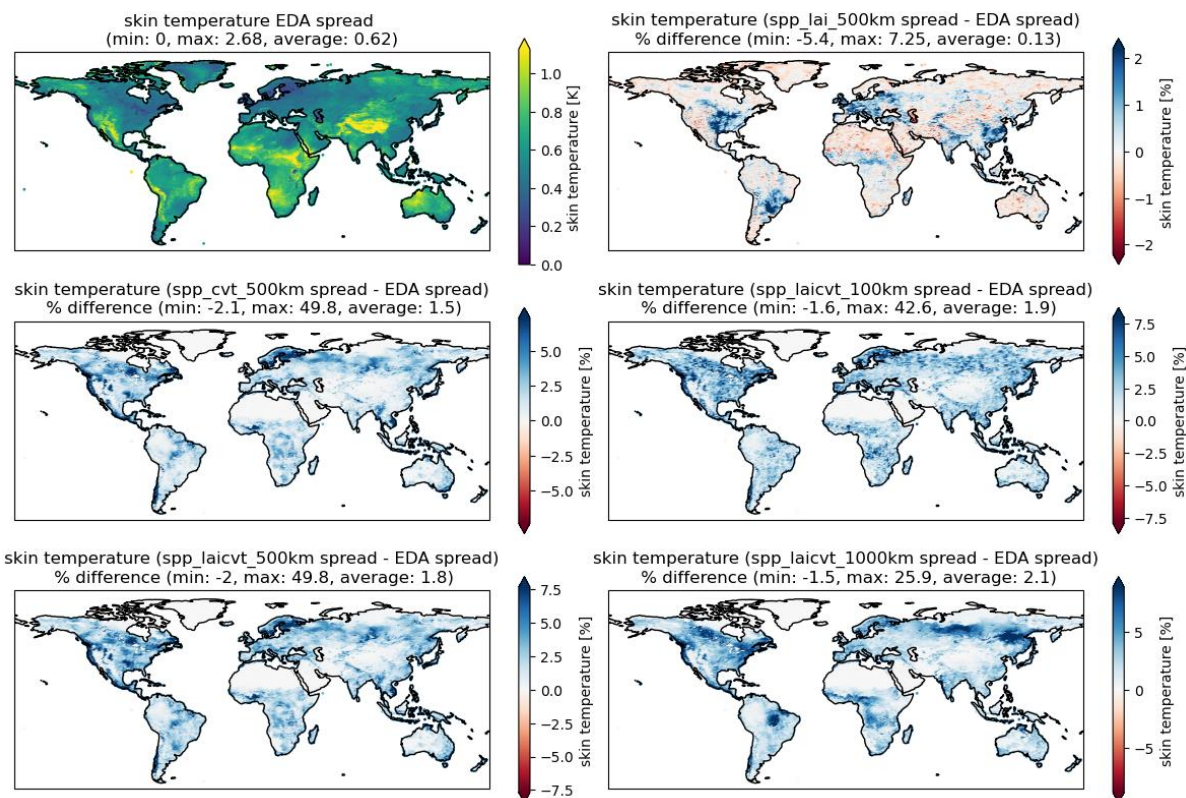 skin temperature EDA spread
(min: 0, max: 2.68, average: 0.62)
1.0
0.8
0.6
0.4
0.2
0.0
skin temperature [K]
skin temperature (spp_lai_500km spread - EDA spread)
% difference (min: -5.4, max: 7.25, average: 0.13)
2
1
0
−1
−2
skin temperature [%]
skin temperature (spp_cvt_500km spread - EDA spread)
% difference (min: -2.1, max: 49.8, average: 1.5)
5.0
2.5
0.0
−2.5
−5.0
skin temperature [%]
skin temperature (spp_laicvt_100km spread - EDA spread)
% difference (min: -1.6, max: 42.6, average: 1.9)
7.5
5.0
2.5
0.0
−2.5
−5.0
−7.5
skin temperature [%]
skin temperature (spp_laicvt_500km spread - EDA spread)
% difference (min: -2, max: 49.8, average: 1.8)
7.5
5.0
2.5
0.0
−2.5
−5.0
−7.5
skin temperature [%]
skin temperature (spp_laicvt_1000km spread - EDA spread)
% difference (min: -1.5, max: 25.9, average: 2.1)
5
0
−5
skin temperature [%]